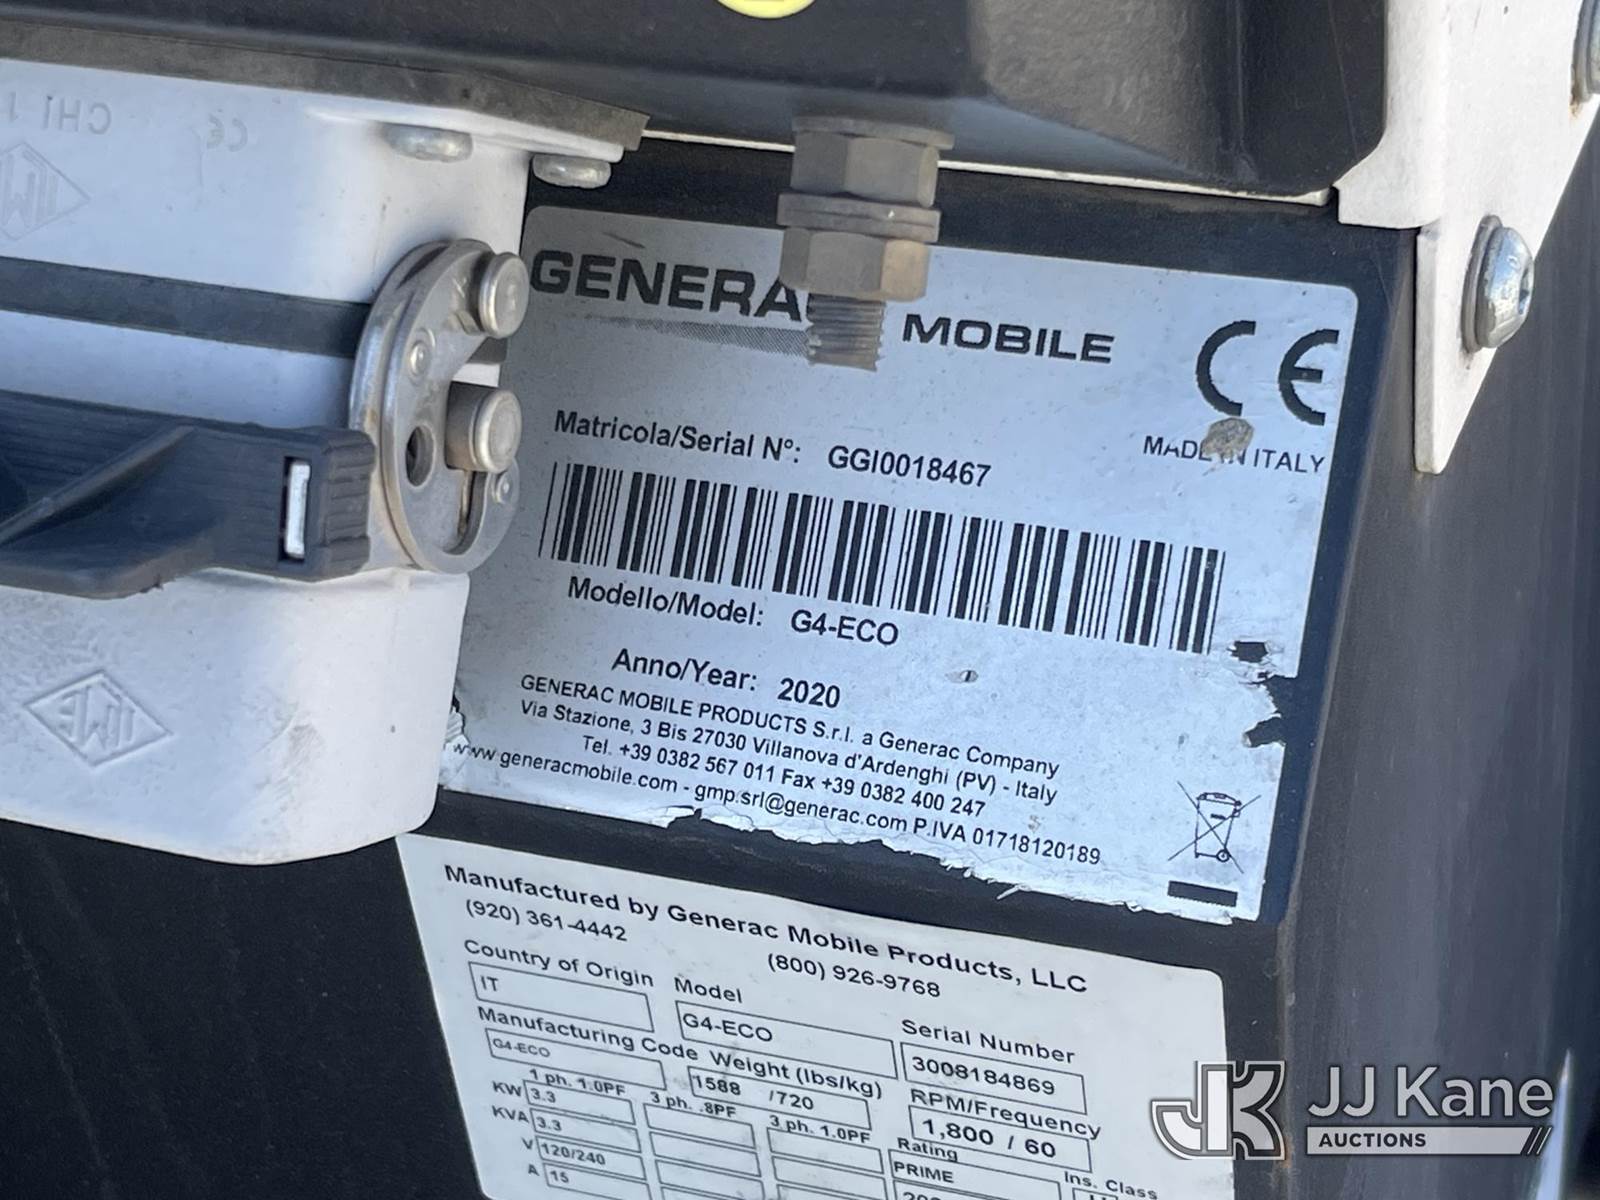 CE
GENERAC MOBILE
CE
MADE IN ITALY
Matricola/Serial N°: GGI0018467
Modello/Model: G4-ECO
Anno/Year: 2020
GENERAC MOBILE PRODUCTS S.r.l. a Generac Company
Via Stazione, 3 Bis 27030 Villanova d'Ardenghi (PV) - Italy
Tel. +39 0382 567 011 Fax +39 0382 400 247
www.generacmobile.com - gmp.srl@generac.com P.IVA 01718120189
Manufactured by Generac Mobile Products, LLC
(920) 361-4442 (800) 926-9768
Country of Origin Model Serial Number
IT G4-ECO 3008184869
Manufacturing Code Weight (lbs/kg) RPM/Frequency
G4-ECO 1588 /720 1,800 / 60
1 ph. 1.0PF 3 ph. .8PF 3 ph. 1.0PF Rating Ins. Class
KW 3.3 PRIME
KVA 3.3
V 120/240
A 15
JJ Kane
AUCTIONS